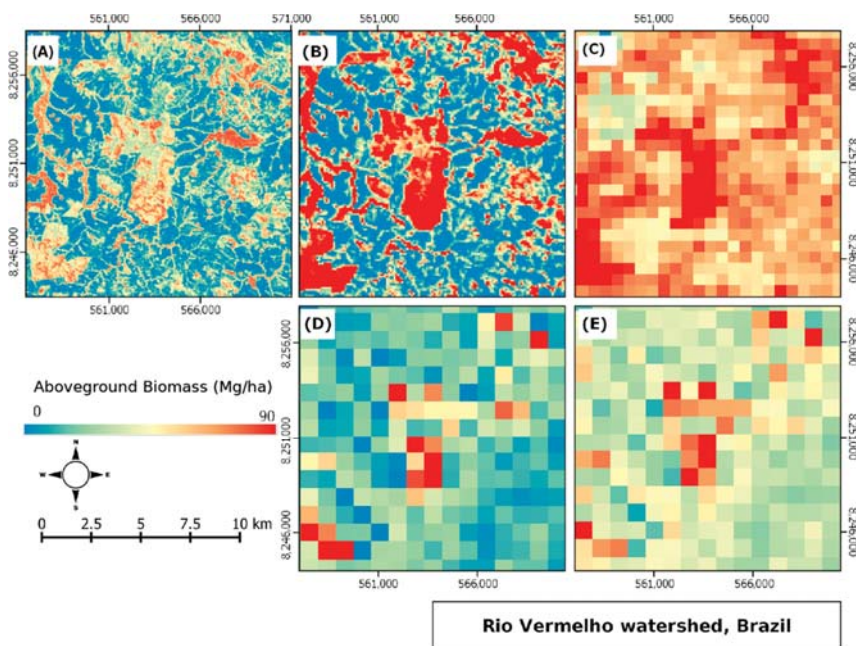 561.000 566.000 571.000 561.000 566.000 561.000 566.000
(A) (B) (C)
8.256.000 8.256.000
8.251.000 8.251.000
8.246.000 8.246.000
561.000 566.000
(D) (E)
8.256.000 8.256.000
Aboveground Biomass (Mg/ha)
0 90
8.251.000 8.251.000
N
W E
S
0 2.5 5 7.5 10 km
8.246.000 8.246.000
561.000 566.000 561.000 566.000
Rio Vermelho watershed, Brazil